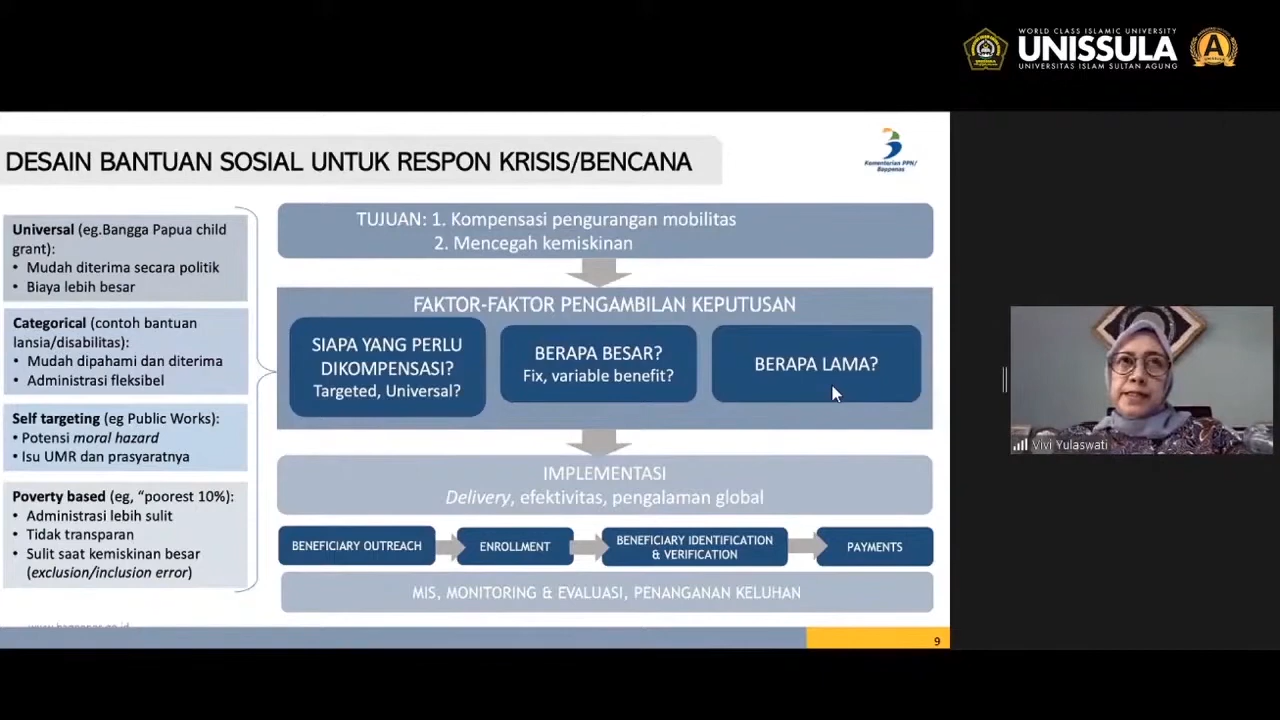 WORLD CLASS ISLAMIC UNIVERSITY
UNISSULA
UNIVERSITAS ISLAM SULTAN AGUNG
A
DESAIN BANTUAN SOSIAL UNTUK RESPON KRISIS/BENCANA
Kementerian PPN/
Bappenas
Universal (eg.Bangga Papua child
grant):
• Mudah diterima secara politik
• Biaya lebih besar
Categorical (contoh bantuan
lansia/disabilitas):
• Mudah dipahami dan diterima
• Administrasi fleksibel
Self targeting (eg Public Works):
• Potensi moral hazard
• Isu UMR dan prasyaratnya
Poverty based (eg, “poorest 10%):
• Administrasi lebih sulit
• Tidak transparan
• Sulit saat kemiskinan besar
(exclusion/inclusion error)
TUJUAN: 1. Kompensasi pengurangan mobilitas
2. Mencegah kemiskinan
FAKTOR-FAKTOR PENGAMBILAN KEPUTUSAN
SIAPA YANG PERLU
DIKOMPENSASI?
Targeted, Universal?
BERAPA BESAR?
Fix, variable benefit?
BERAPA LAMA?
IMPLEMENTASI
Delivery, efektivitas, pengalaman global
BENEFICIARY OUTREACH
ENROLLMENT
BENEFICIARY IDENTIFICATION
& VERIFICATION
PAYMENTS
MIS, MONITORING & EVALUASI, PENANGANAN KELUHAN
9
Vivi Yulaswati